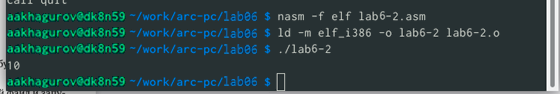 call quit
aakhagurov@dk8n59 ~/work/arc-pc/lab06 $ nasm -f elf lab6-2.asm
aakhagurov@dk8n59 ~/work/arc-pc/lab06 $ ld -m elf_i386 -o lab6-2 lab6-2.o
aakhagurov@dk8n59 ~/work/arc-pc/lab06 $ ./lab6-2
10
aakhagurov@dk8n59 ~/work/arc-pc/lab06 $